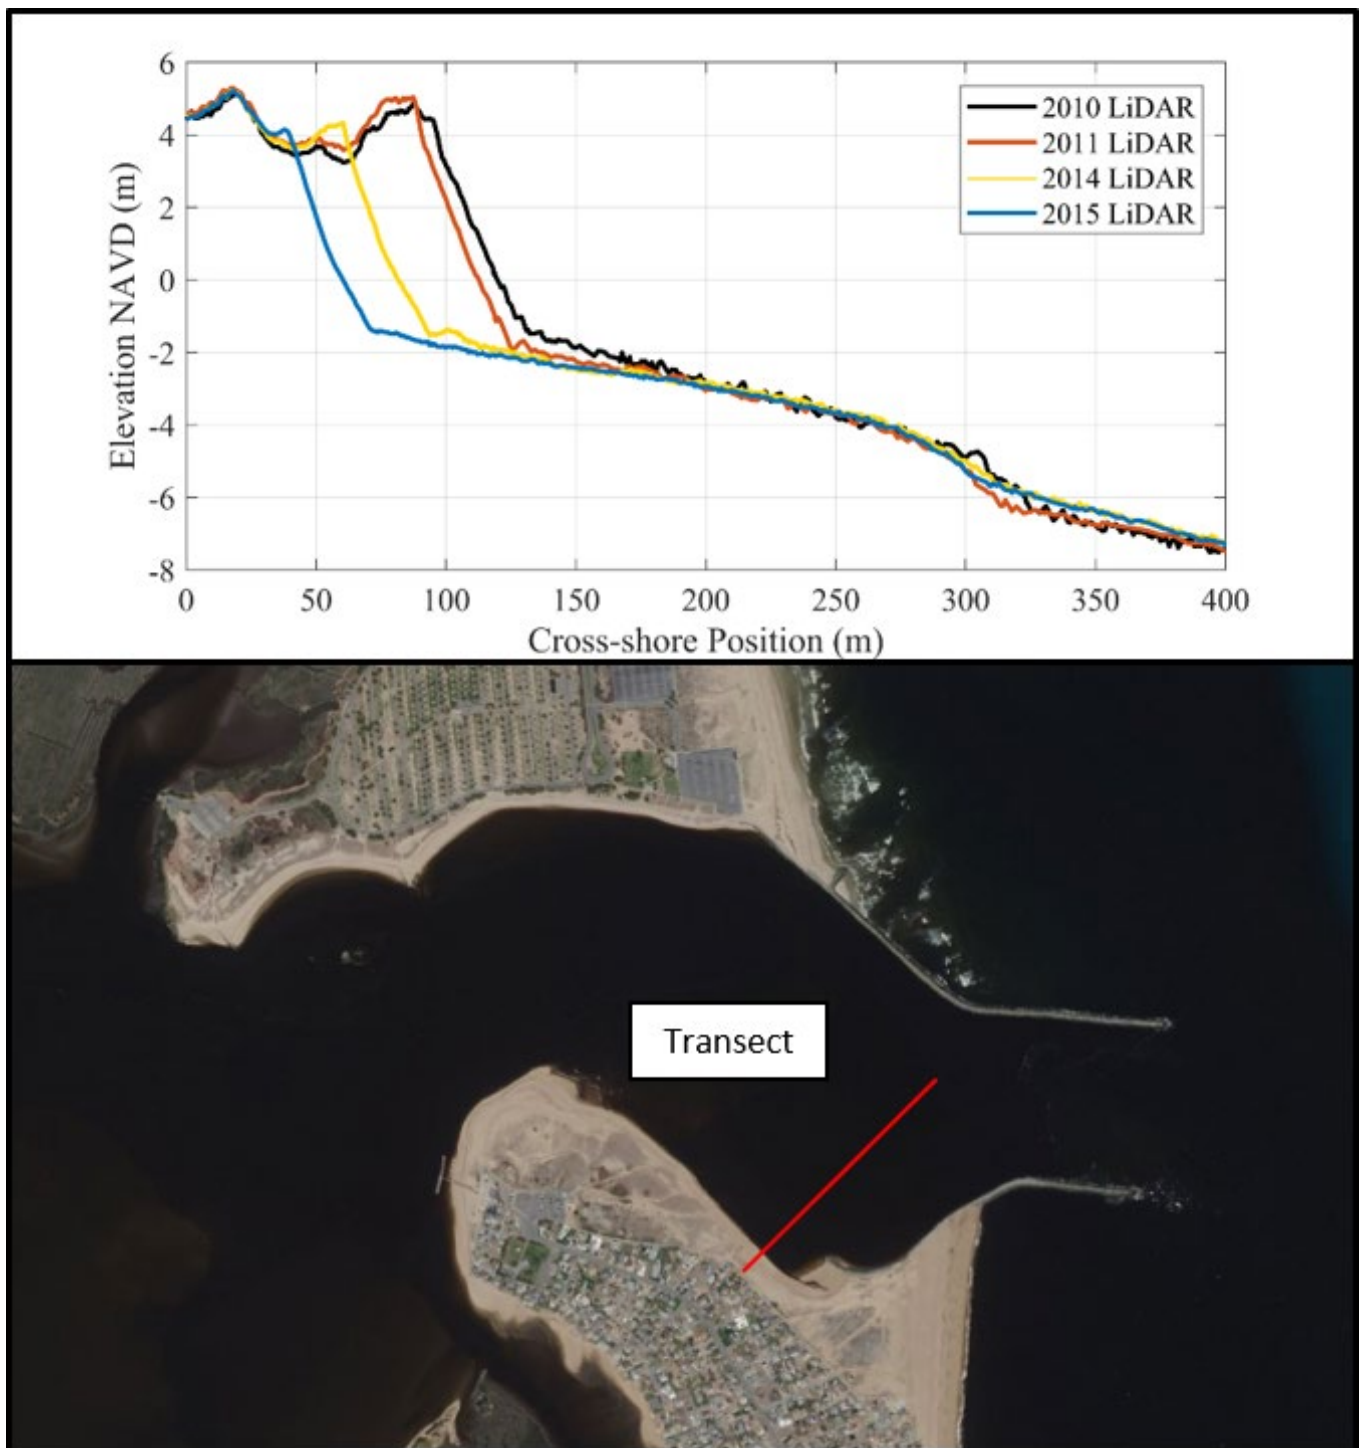 6
4
2
0
-2
-4
-6
-8
Elevation NAVD (m)
2010 LiDAR
2011 LiDAR
2014 LiDAR
2015 LiDAR
0 50 100 150 200 250 300 350 400
Cross-shore Position (m)
Transect